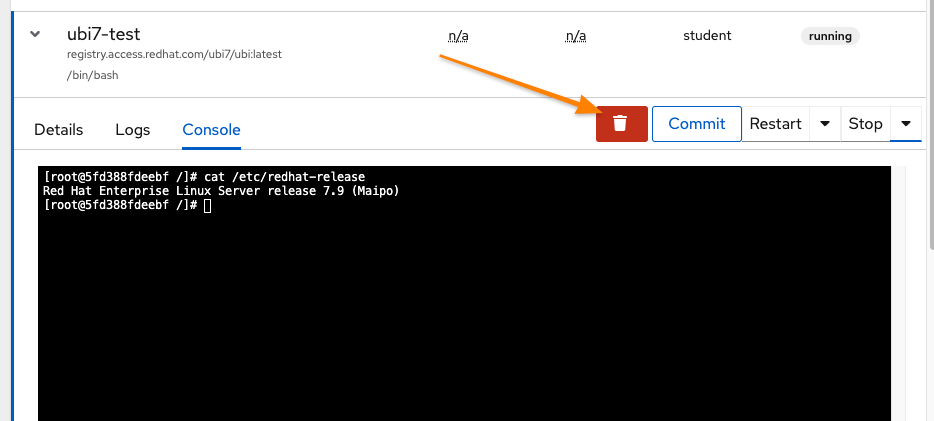 ubi7-test n/a n/a student running
registry.access.redhat.com/ubi7/ubi:latest
/bin/bash
Details Logs Console Commit Restart Stop
[root@5fd388fdeebf /]# cat /etc/redhat-release
Red Hat Enterprise Linux Server release 7.9 (Maipo)
[root@5fd388fdeebf /]#